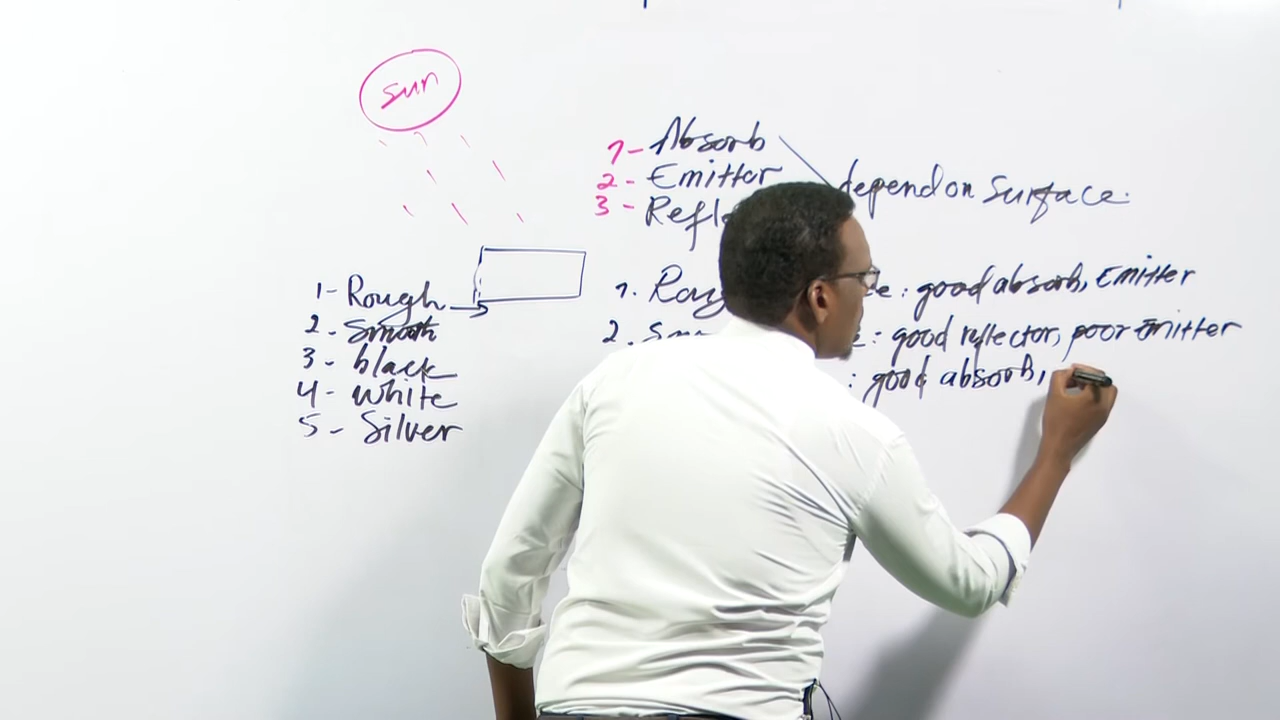 sun
1- Absorb
2- Emitter
3- Refl
depend on Surface.
1- Rough
2- Smooth
3- black
4- white
5- Silver
1. Rou : good absorb, Emitter
2. Sm : good reflector, poor Emitter
: good absorb,